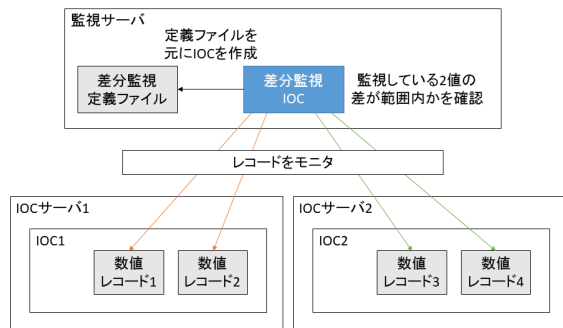 監視サーバ
定義ファイルを
元にIOCを作成
差分監視
定義ファイル
差分監視
IOC
監視している2値の
差が範囲内かを確認
レコードをモニタ
IOCサーバ1
IOC1
数値
レコード1
数値
レコード2
IOCサーバ2
IOC2
数値
レコード3
数値
レコード4